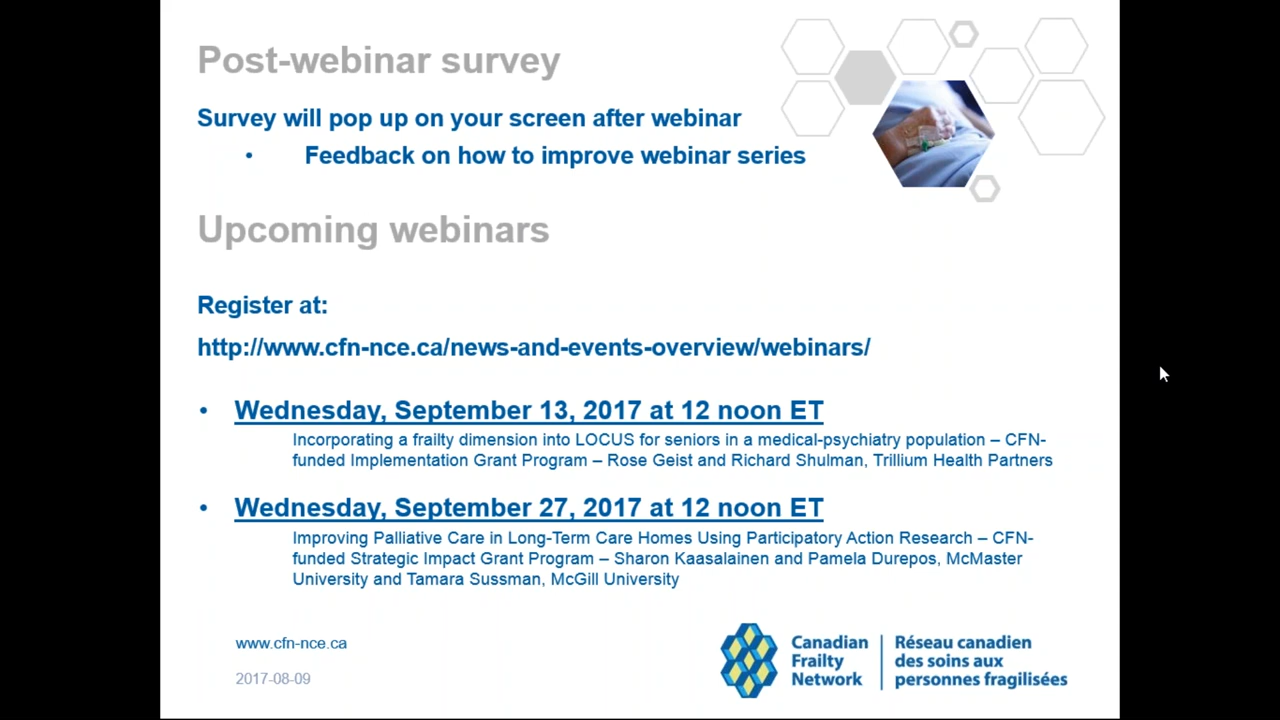 Post-webinar survey
Survey will pop up on your screen after webinar
• Feedback on how to improve webinar series
Upcoming webinars
Register at:
http://www.cfn-nce.ca/news-and-events-overview/webinars/
• Wednesday, September 13, 2017 at 12 noon ET
Incorporating a frailty dimension into LOCUS for seniors in a medical-psychiatry population – CFN-
funded Implementation Grant Program – Rose Geist and Richard Shulman, Trillium Health Partners
• Wednesday, September 27, 2017 at 12 noon ET
Improving Palliative Care in Long-Term Care Homes Using Participatory Action Research – CFN-
funded Strategic Impact Grant Program – Sharon Kaasalainen and Pamela Durepos, McMaster
University and Tamara Sussman, McGill University
www.cfn-nce.ca
2017-08-09
Canadian
Frailty
Network
Réseau canadien
des soins aux
personnes fragilisées